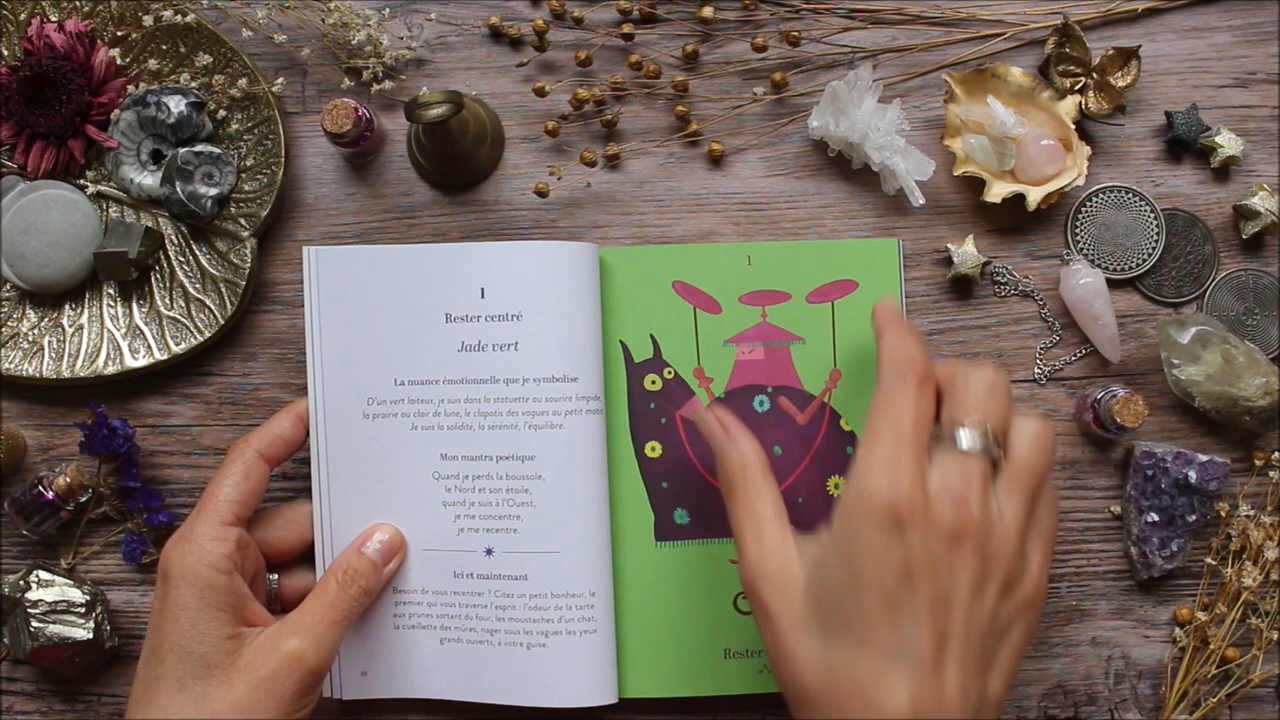 1
Rester centré
Jade vert
La nuance émotionnelle que je symbolise
D'un vert laiteux, je suis dans la statuette au sourire limpide,
la prairie au clair de lune, le clapotis des vagues au petit matin.
Je suis la solidité, la sérénité, l'équilibre.
Mon mantra poétique
Quand je perds la boussole,
le Nord et son étoile,
quand je suis à l'Ouest,
je me concentre,
je me recentre.
Ici et maintenant
Besoin de vous recentrer ? Citez un petit bonheur, le
premier qui vous traverse l'esprit : l'odeur de la tarte
aux prunes sortant du four, les moustaches d'un chat,
la cueillette des mûres, nager sous les vagues les yeux
grands ouverts, à votre guise.
1
Rester